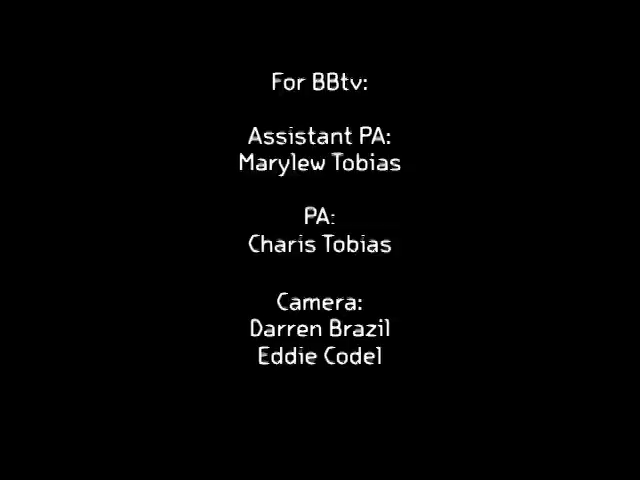 For BBtv:
Assistant PA:
Marylew Tobias
PA:
Charis Tobias
Camera:
Darren Brazil
Eddie Codel